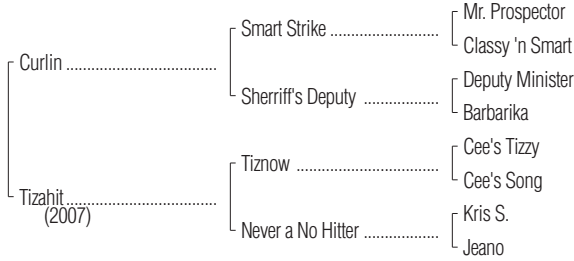 Mr. Prospector
Smart Strike ..............................
Classy 'n Smart
Curlin ..........................................
Deputy Minister
Sherriff's Deputy .....................
Barbarika
Cee's Tizzy
Tiznow ........................................
Cee's Song
Tizahit..........................................
(2007)
Kris S.
Never a No Hitter .....................
Jeano